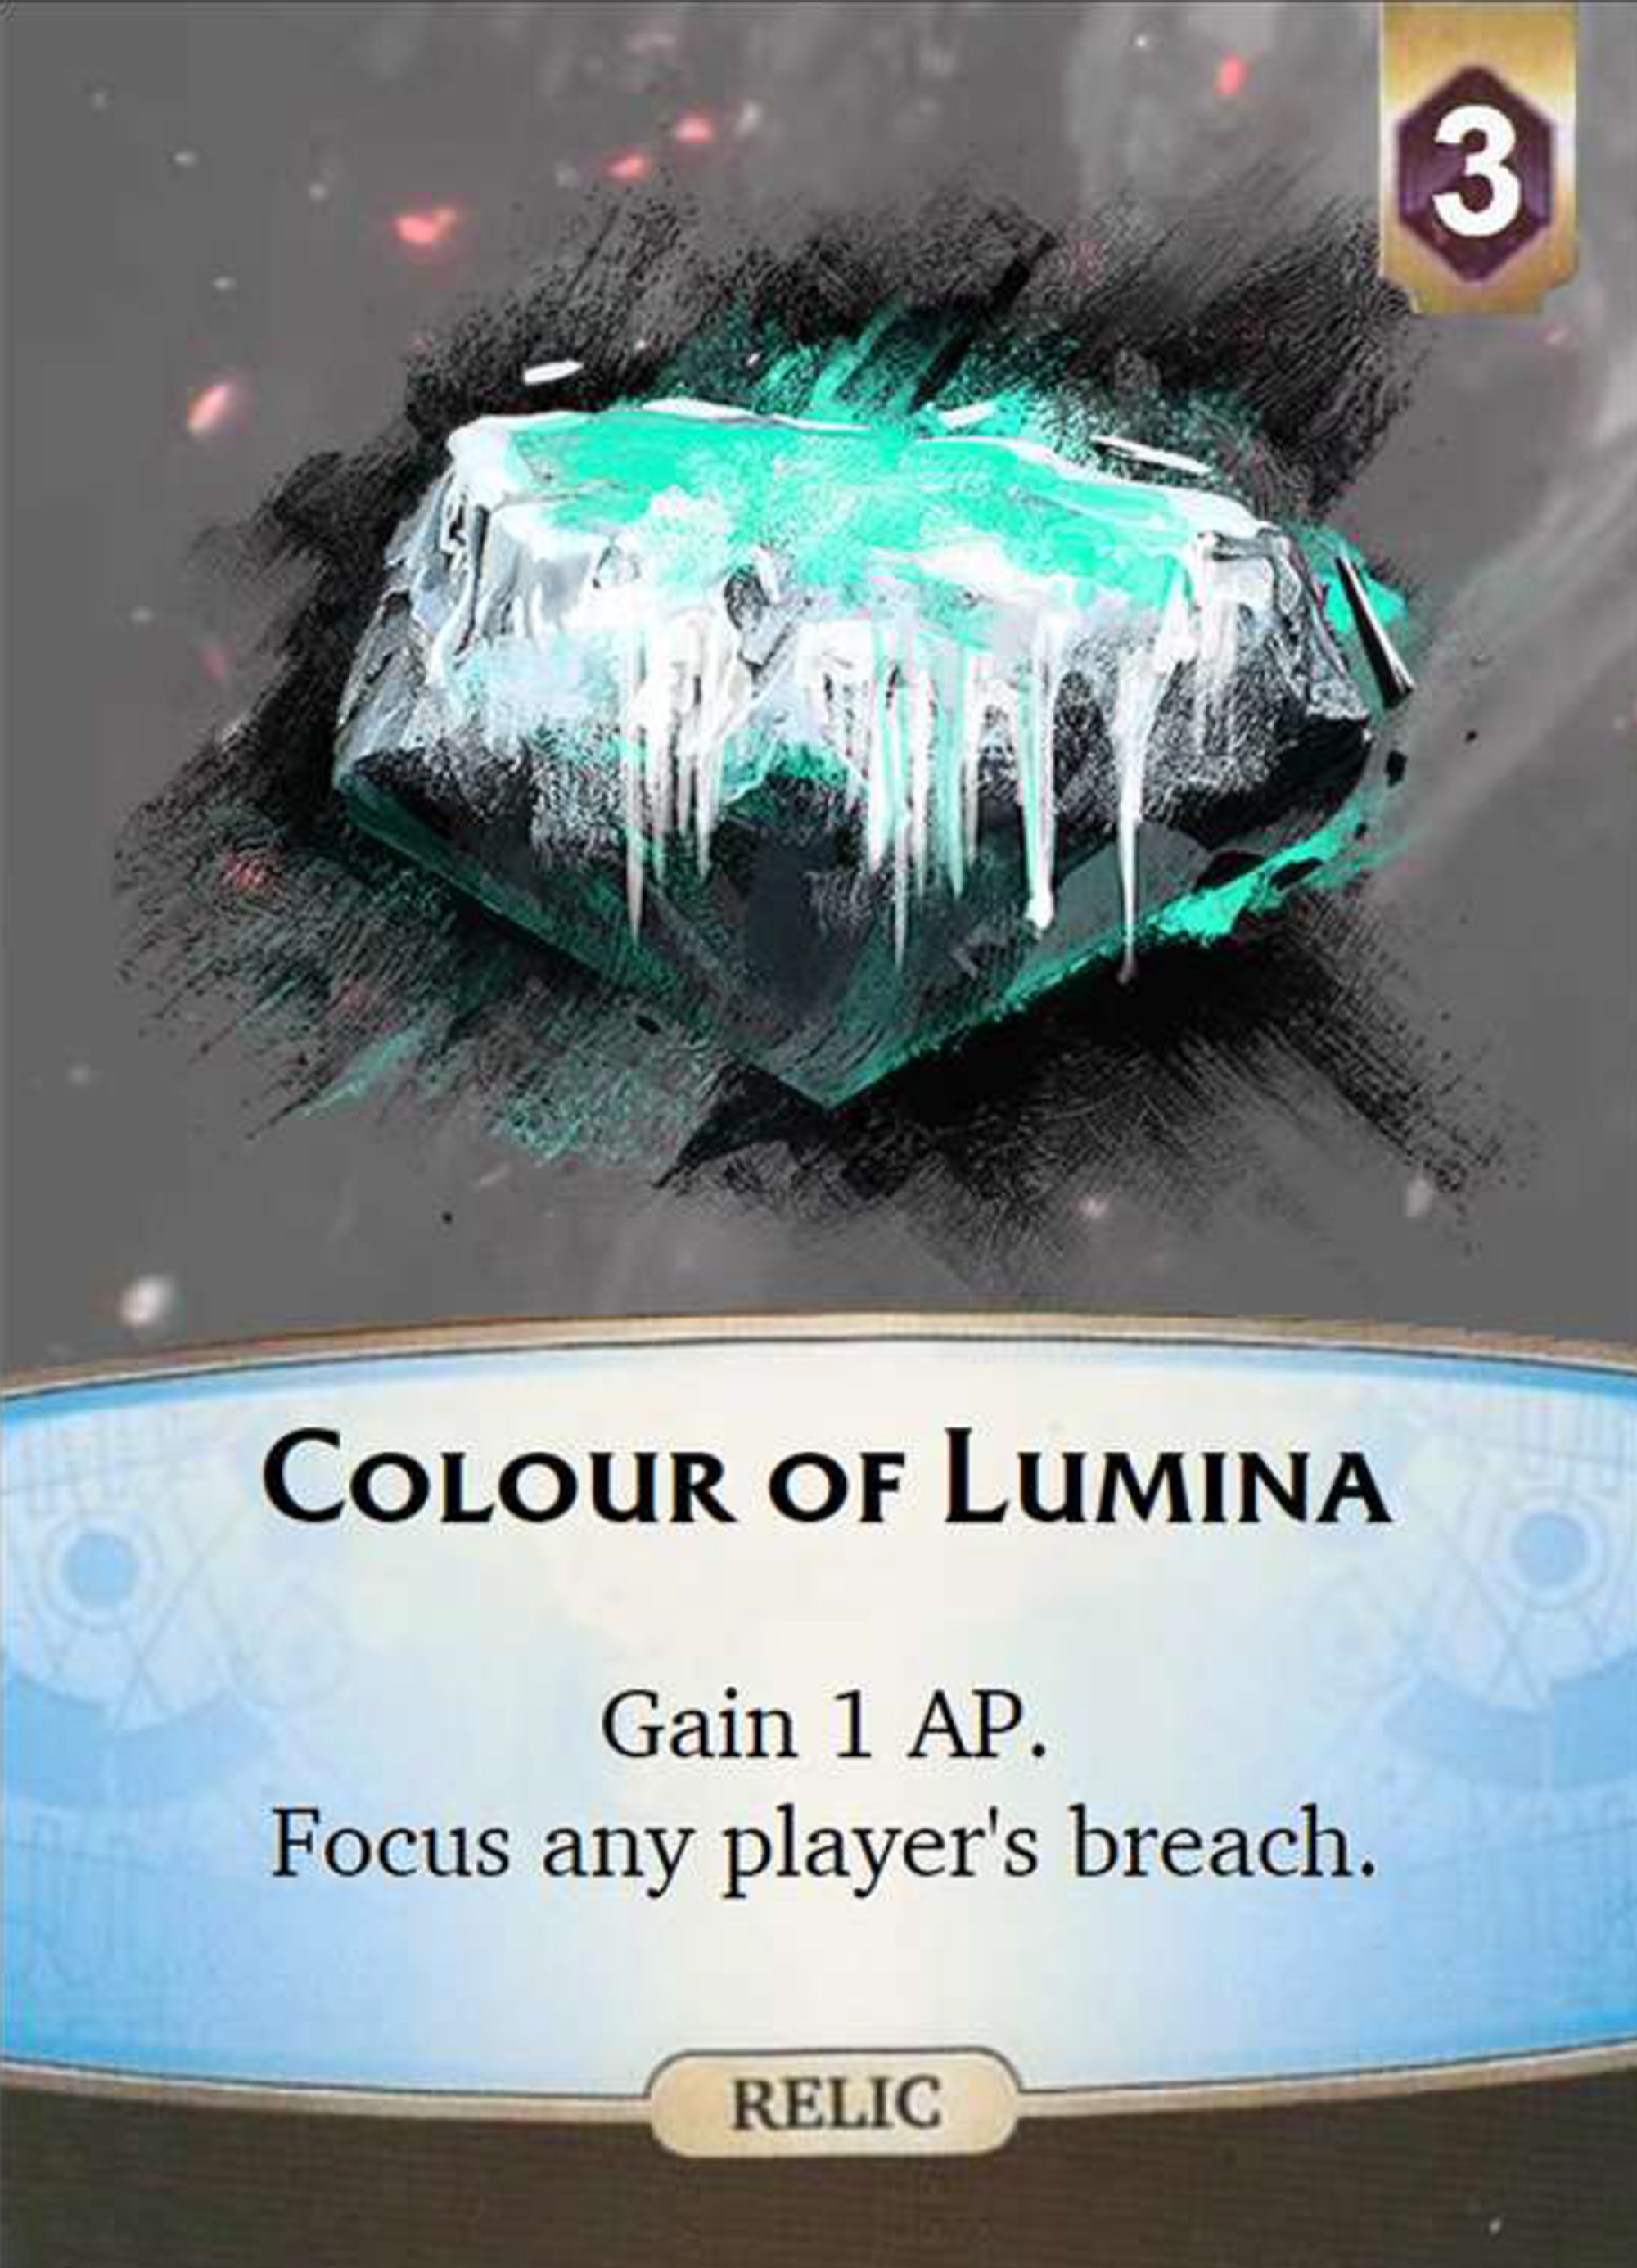 3
Colour of Lumina
Gain 1 AP.
Focus any player's breach.
RELIC